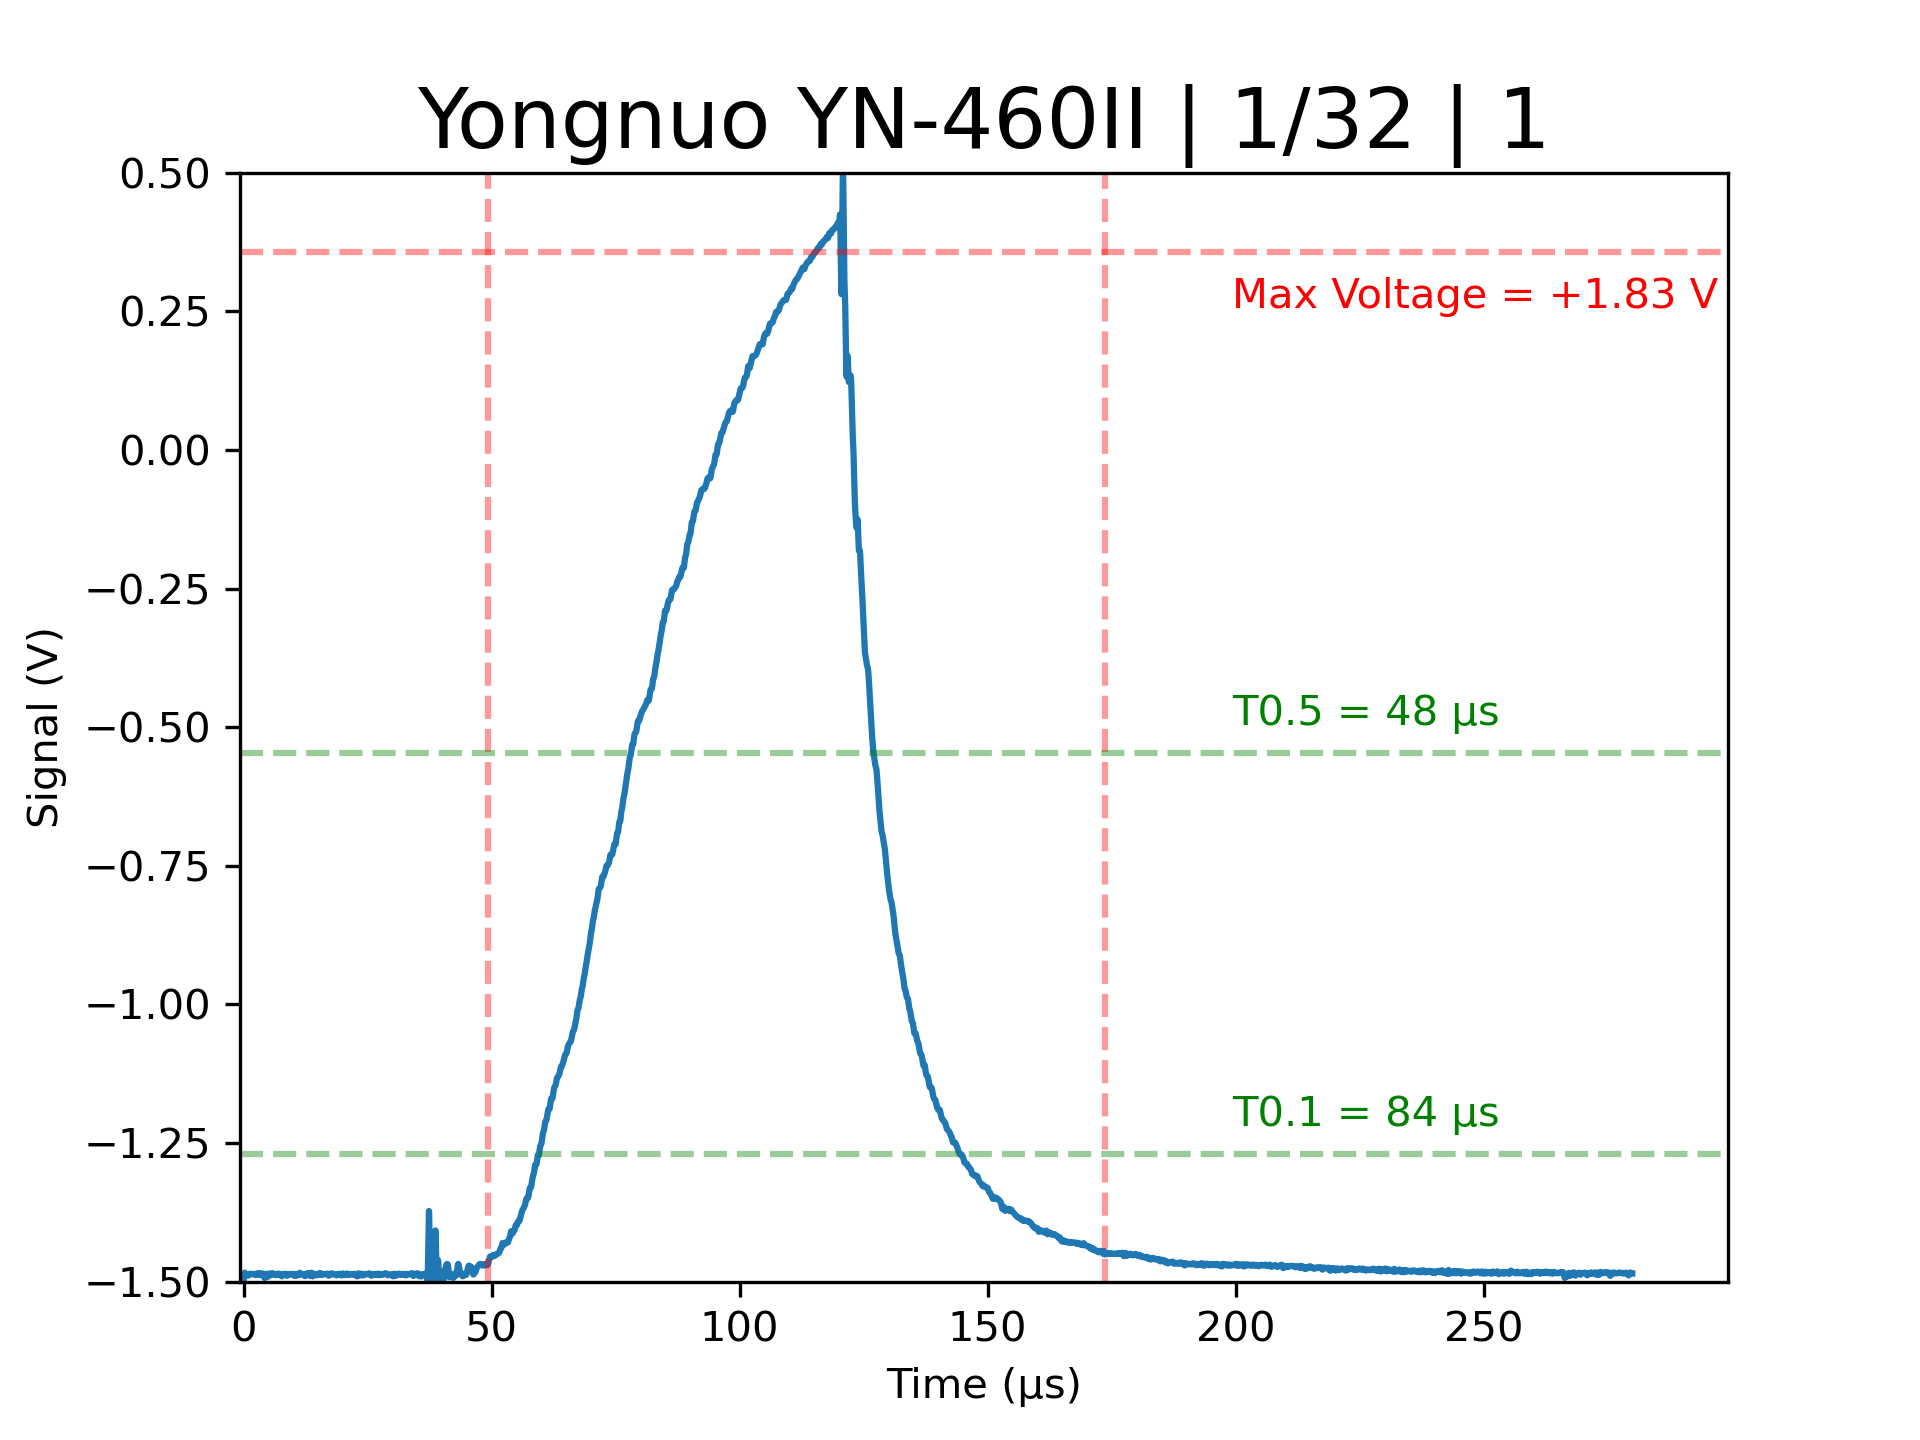 Yongnuo YN-460II | 1/32 | 1
0.50
0.25
0.00
−0.25
−0.50
−0.75
−1.00
−1.25
−1.50
Signal (V)
Max Voltage = +1.83 V
T0.5 = 48 µs
T0.1 = 84 µs
0 50 100 150 200 250
Time (µs)